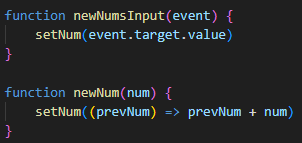 function newNumsInput(event) {
    setNum(event.target.value)
}

function newNum(num) {
    setNum((prevNum) => prevNum + num)
}